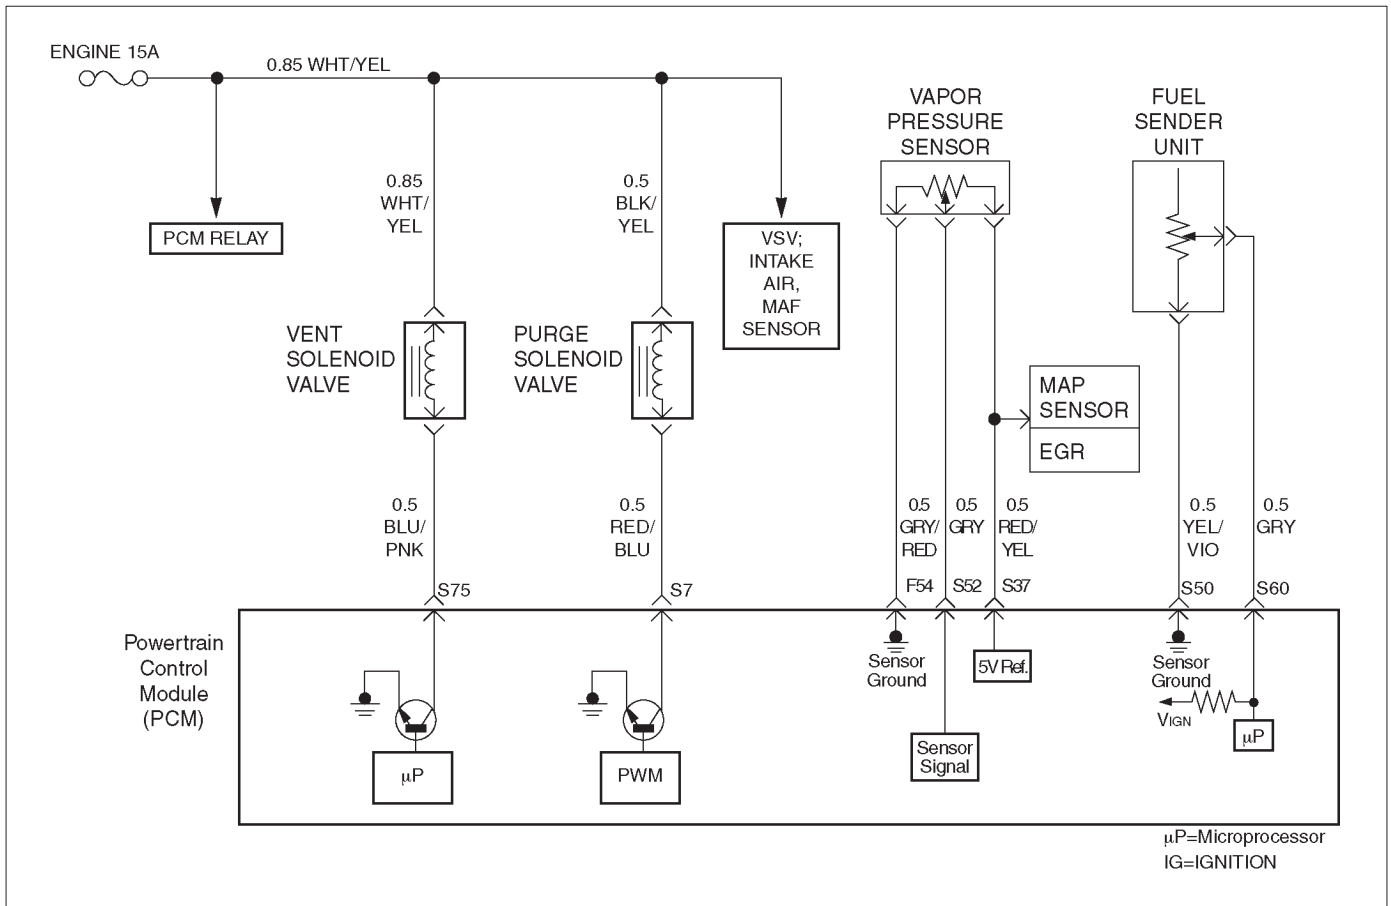 ENGINE 15A
0.85 WHT/YEL
PCM RELAY
0.85
WHT/
YEL
0.5
BLK/
YEL
VSV;
INTAKE
AIR,
MAF
SENSOR
VAPOR
PRESSURE
SENSOR
FUEL
SENDER
UNIT
VENT
SOLENOID
VALVE
PURGE
SOLENOID
VALVE
MAP
SENSOR
EGR
0.5
BLU/
PNK
0.5
RED/
BLU
0.5
GRY/
RED
0.5
GRY
0.5
RED/
YEL
0.5
YEL/
VIO
0.5
GRY
S75
S7
F54
S52
S37
S50
S60
Powertrain
Control
Module
(PCM)
μP
PWM
Sensor
Ground
Sensor
Signal
5V Ref.
Sensor
Ground
VIGN
μP
μP=Microprocessor
IG=IGNITION